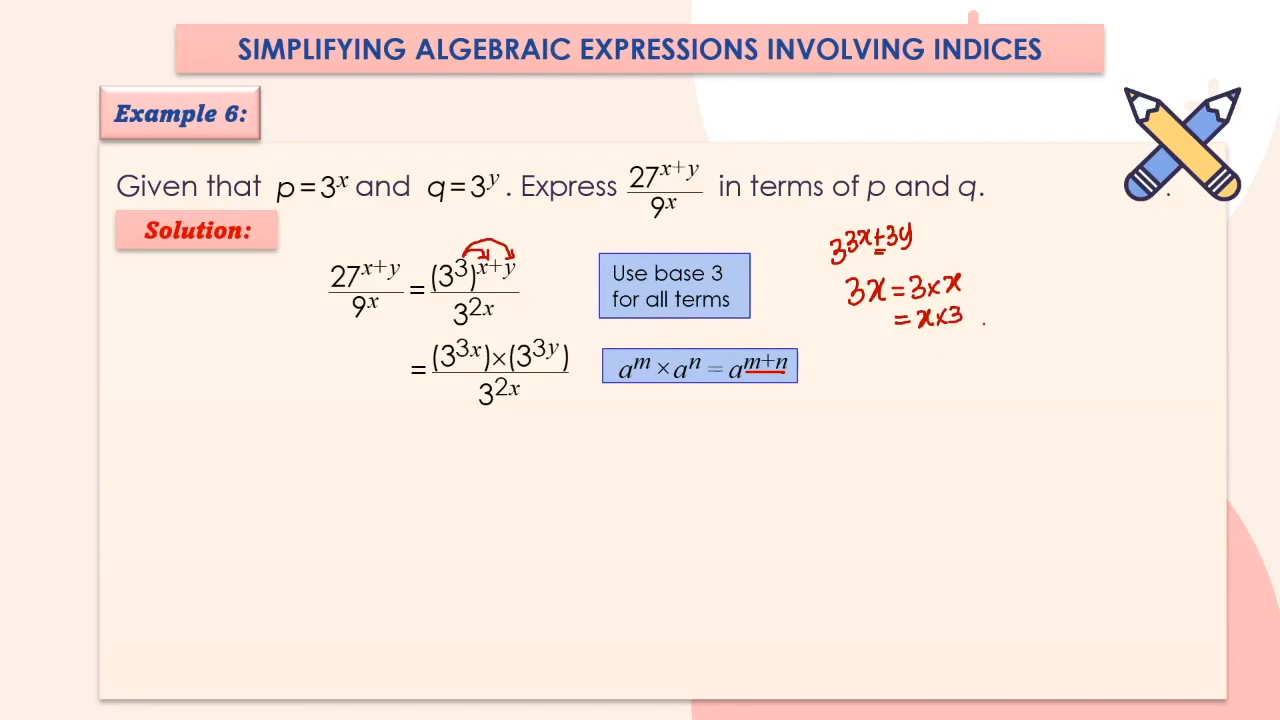 SIMPLIFYING ALGEBRAIC EXPRESSIONS INVOLVING INDICES
Example 6:
Given that p = 3^x and q = 3^y . Express 27^{x+y}/9^x in terms of p and q.
Solution:
3^{3x+3y}
27^{x+y}/9^x = (3^3)^{x+y}/3^{2x}
Use base 3
for all terms
3x = 3 × x
= x × 3 .
= (3^{3x})×(3^{3y})/3^{2x}
a^m × a^n = a^{m+n}